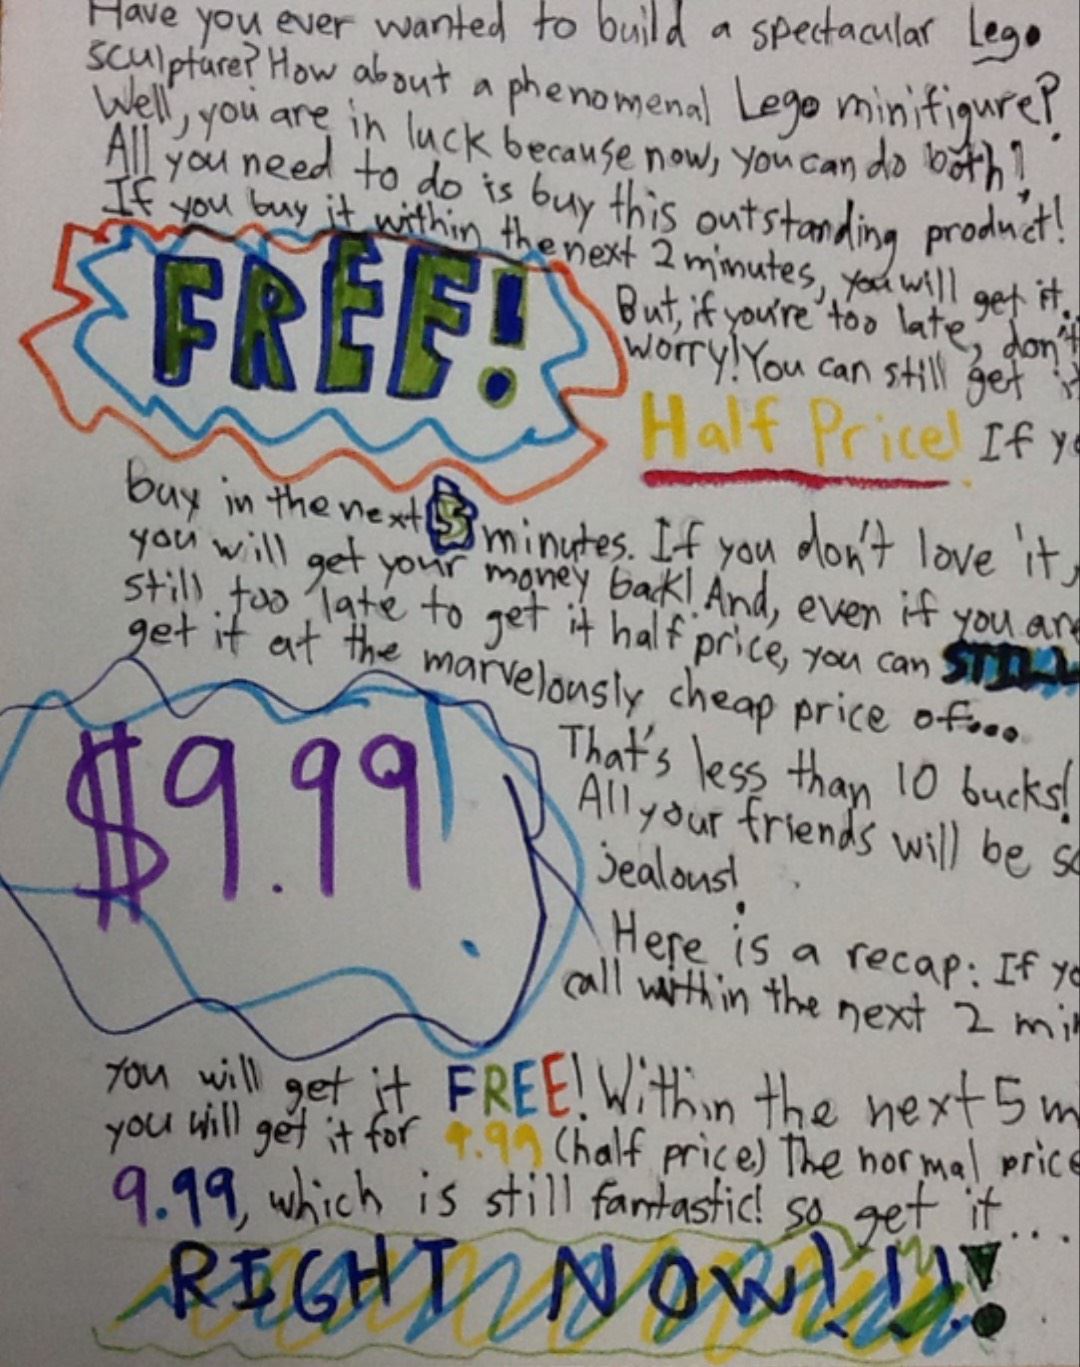 Have you ever wanted to build a spectacular Lego
sculpture? How about a phenomenal Lego minifigure?
Well, you are in luck because now, you can do both!
All you need to do is buy this outstanding product!
If you buy it within the next 2 minutes, you will get it
FREE!
But, if you're too late, don't
worry! You can still get it
Half Price! If yo
buy in the next 5 minutes. If you don't love it,
you will get your money back! And, even if you are
still too late to get it half price, you can STILL
get it at the marvelously cheap price of...
$9.99!
That's less than 10 bucks!
All your friends will be so
jealous!
Here is a recap: If yo
call within the next 2 min
you will get it FREE! Within the next 5 m
you will get it for 4.99 (half price) The normal price
9.99, which is still fantastic! so get it...
RIGHT NOW!!!!